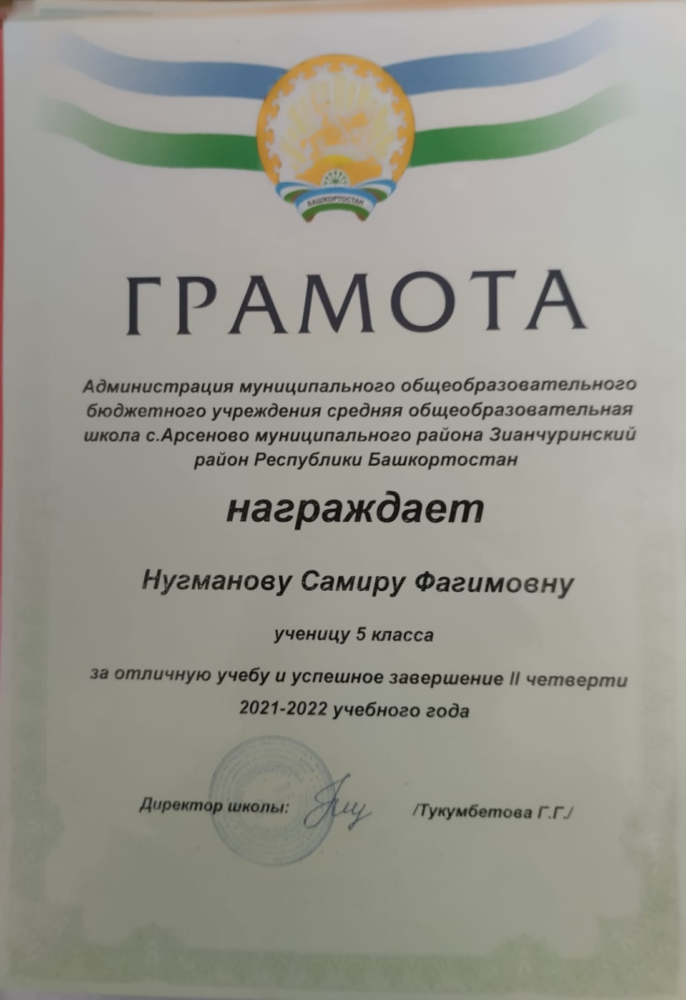 БАШКОРТОСТАН
ГРАМОТА
Администрация муниципального общеобразовательного
бюджетного учреждения средняя общеобразовательная
школа с.Арсеново муниципального района Зианчуринский
район Республики Башкортостан
награждает
Нугманову Самиру Фагимовну
ученицу 5 класса
за отличную учебу и успешное завершение II четверти
2021-2022 учебного года
Директор школы: /Тукумбетова Г.Г./